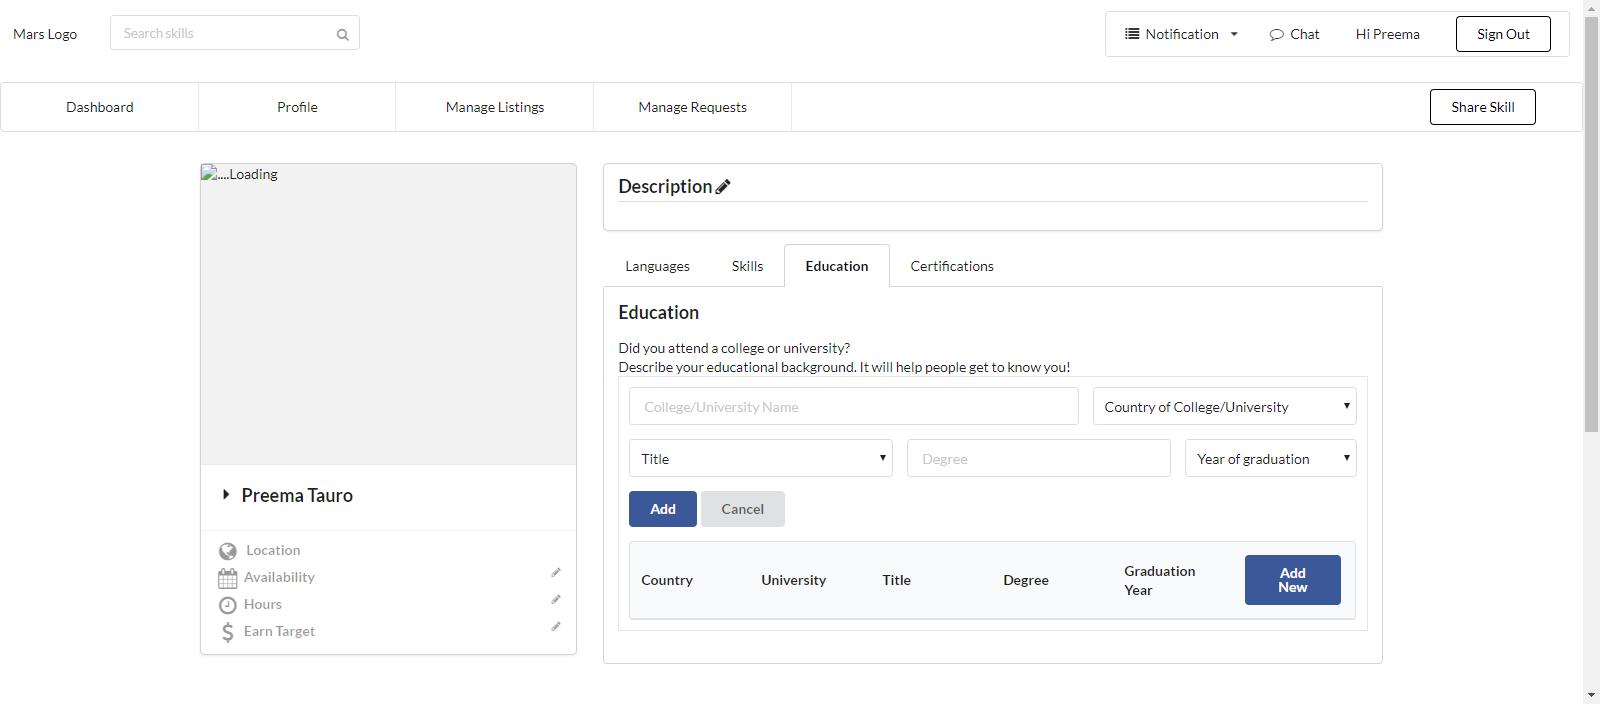 Mars Logo
Search skills
Notification
Chat
Hi Preema
Sign Out
Dashboard
Profile
Manage Listings
Manage Requests
Share Skill
....Loading
Preema Tauro
Location
Availability
Hours
Earn Target
Description
Languages
Skills
Education
Certifications
Education
Did you attend a college or university?
Describe your educational background. It will help people get to know you!
College/University Name
Country of College/University
Title
Degree
Year of graduation
Add
Cancel
Country
University
Title
Degree
Graduation
Year
Add
New